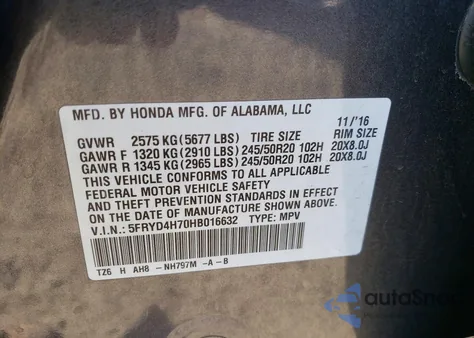 MFD. BY HONDA MFG. OF ALABAMA, LLC 11/'16
GVWR 2575 KG (5677 LBS) TIRE SIZE RIM SIZE
GAWR F 1320 KG (2910 LBS) 245/50R20 102H 20X8.0J
GAWR R 1345 KG (2965 LBS) 245/50R20 102H 20X8.0J
THIS VEHICLE CONFORMS TO ALL APPLICABLE
FEDERAL MOTOR VEHICLE SAFETY
AND THEFT PREVENTION STANDARDS IN EFFECT
ON THE DATE OF MANUFACTURE SHOWN ABOVE.
V.I.N.: 5FRYD4H70HB016632 TYPE: MPV
TZ6 H AH8 -NH797M -A-B